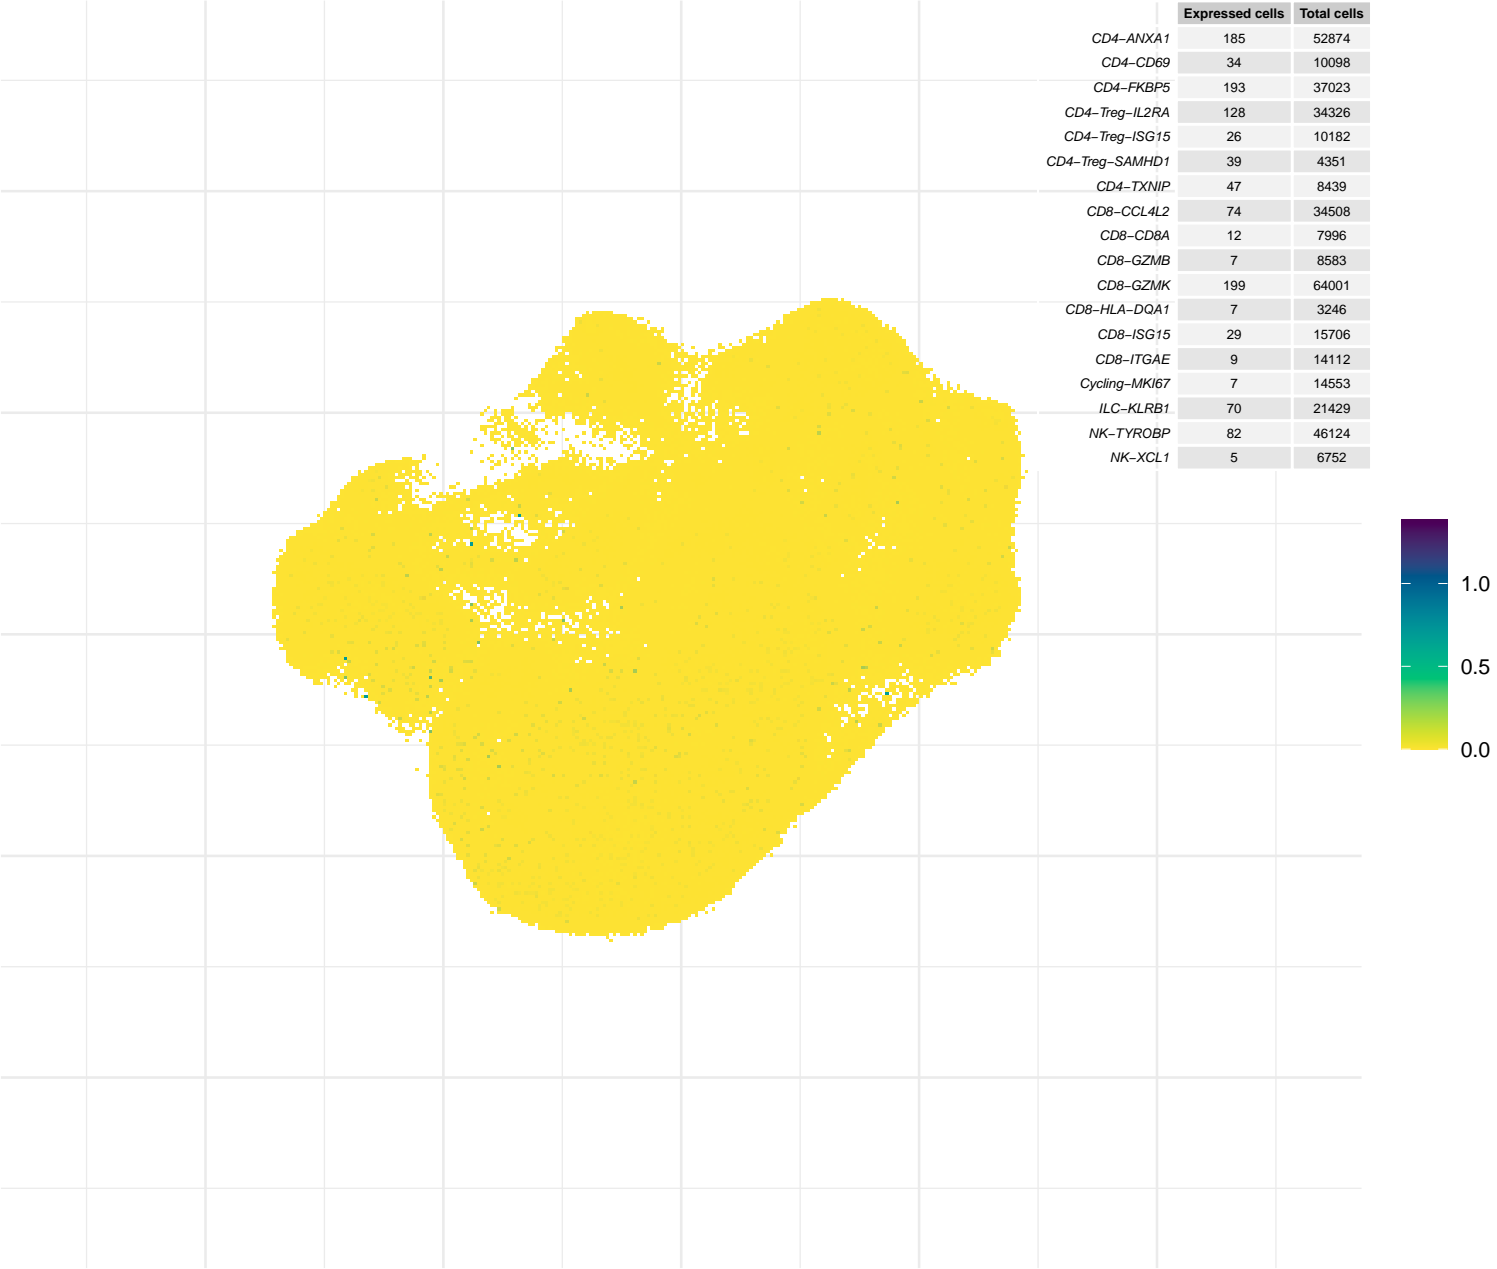 Expressed cells Total cells
CD4−ANXA1 185 52874
CD4−CD69 34 10098
CD4−FKBP5 193 37023
CD4−Treg−IL2RA 128 34326
CD4−Treg−ISG15 26 10182
CD4−Treg−SAMHD1 39 4351
CD4−TXNIP 47 8439
CD8−CCL4L2 74 34508
CD8−CD8A 12 7996
CD8−GZMB 7 8583
CD8−GZMK 199 64001
CD8−HLA−DQA1 7 3246
CD8−ISG15 29 15706
CD8−ITGAE 9 14112
Cycling−MKI67 7 14553
ILC−KLRB1 70 21429
NK−TYROBP 82 46124
NK−XCL1 5 6752
1.0
0.5
0.0